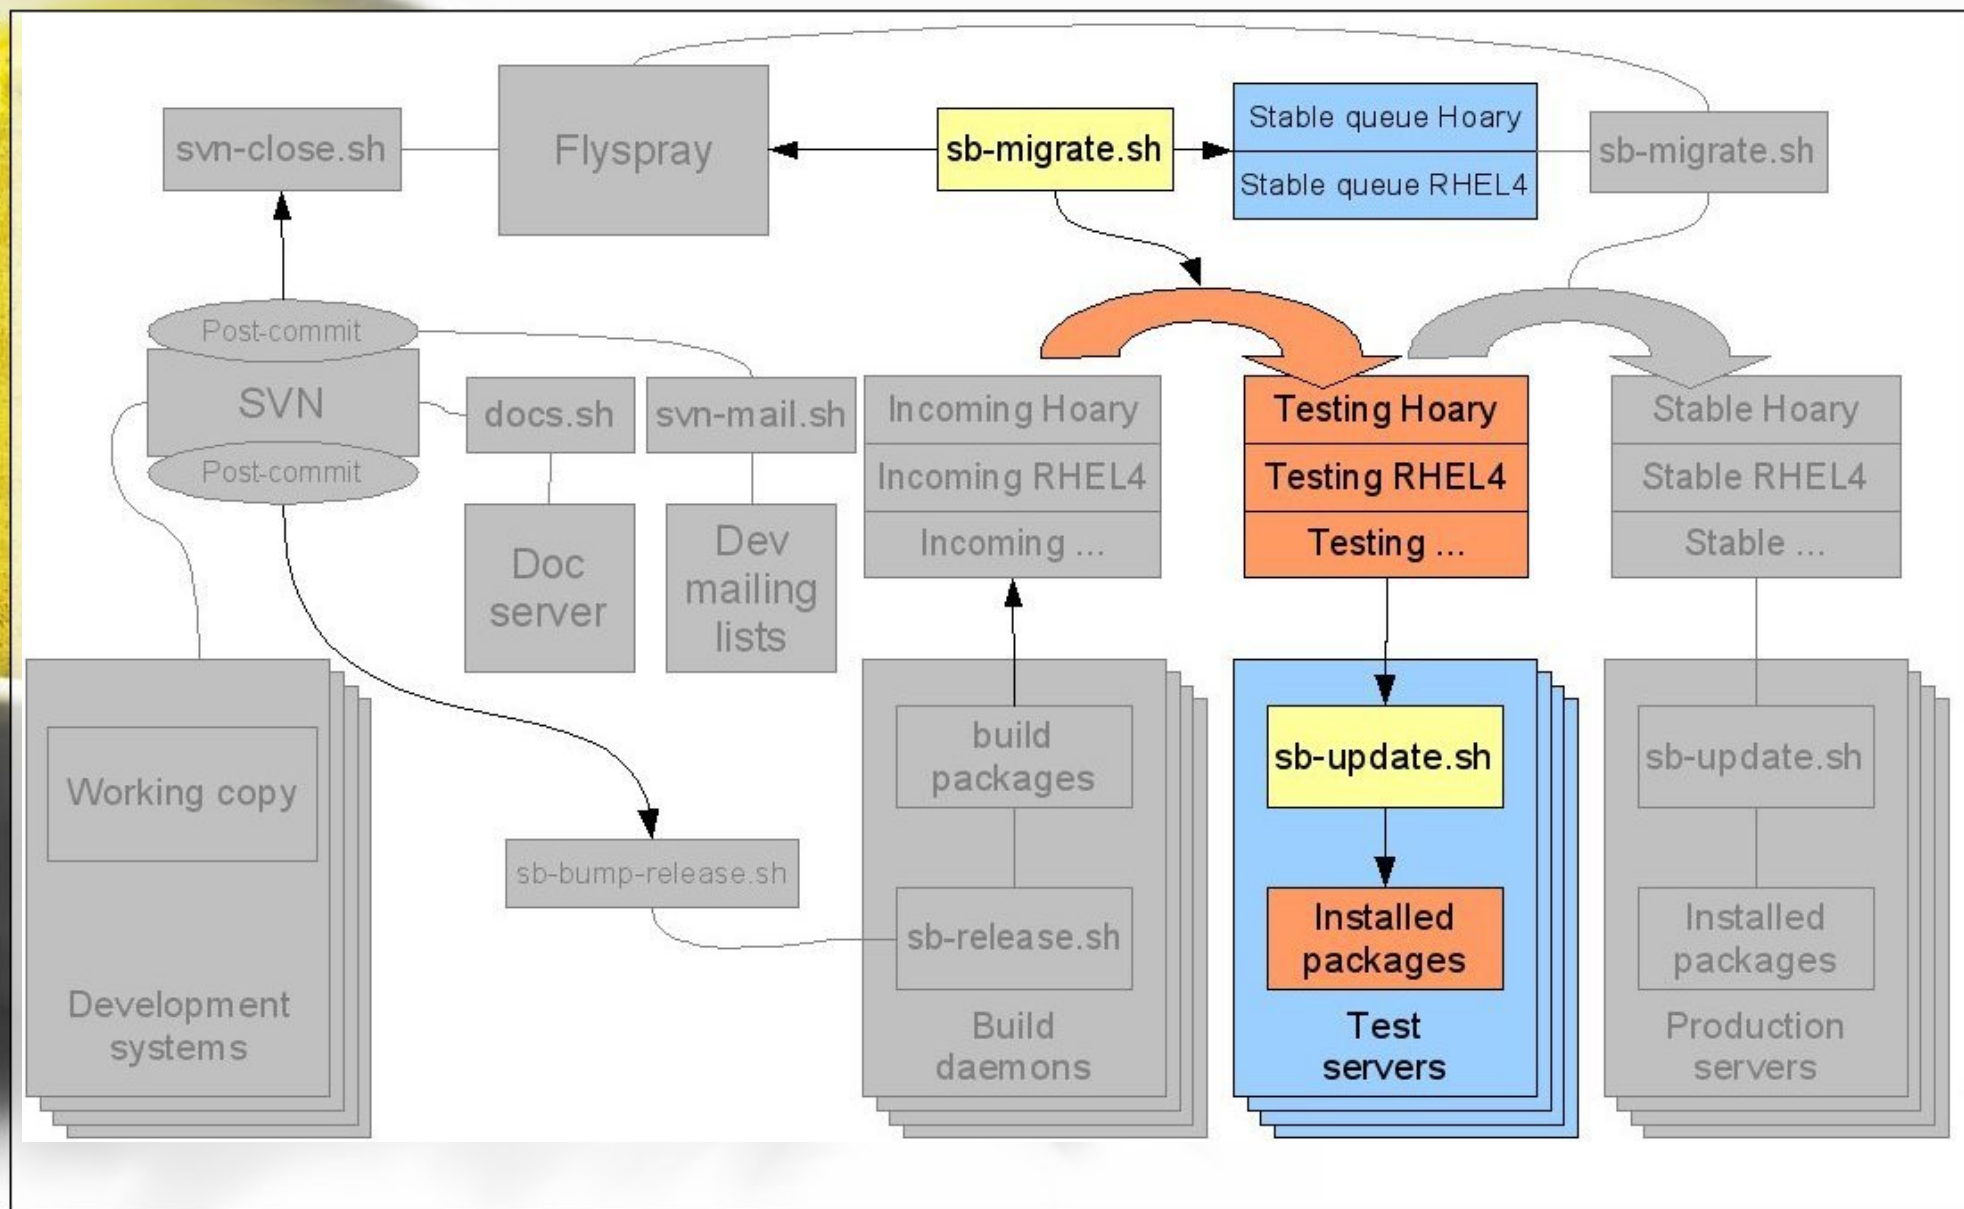 svn-close.sh
Flyspray
sb-migrate.sh
Stable queue Hoary
Stable queue RHEL4
sb-migrate.sh
Post-commit
SVN
Post-commit
docs.sh
svn-mail.sh
Doc
server
Dev
mailing
lists
Incoming Hoary
Incoming RHEL4
Incoming ...
Testing Hoary
Testing RHEL4
Testing ...
Stable Hoary
Stable RHEL4
Stable ...
Working copy
Development
systems
sb-bump-release.sh
build
packages
sb-release.sh
Build
daemons
sb-update.sh
Installed
packages
Test
servers
sb-update.sh
Installed
packages
Production
servers